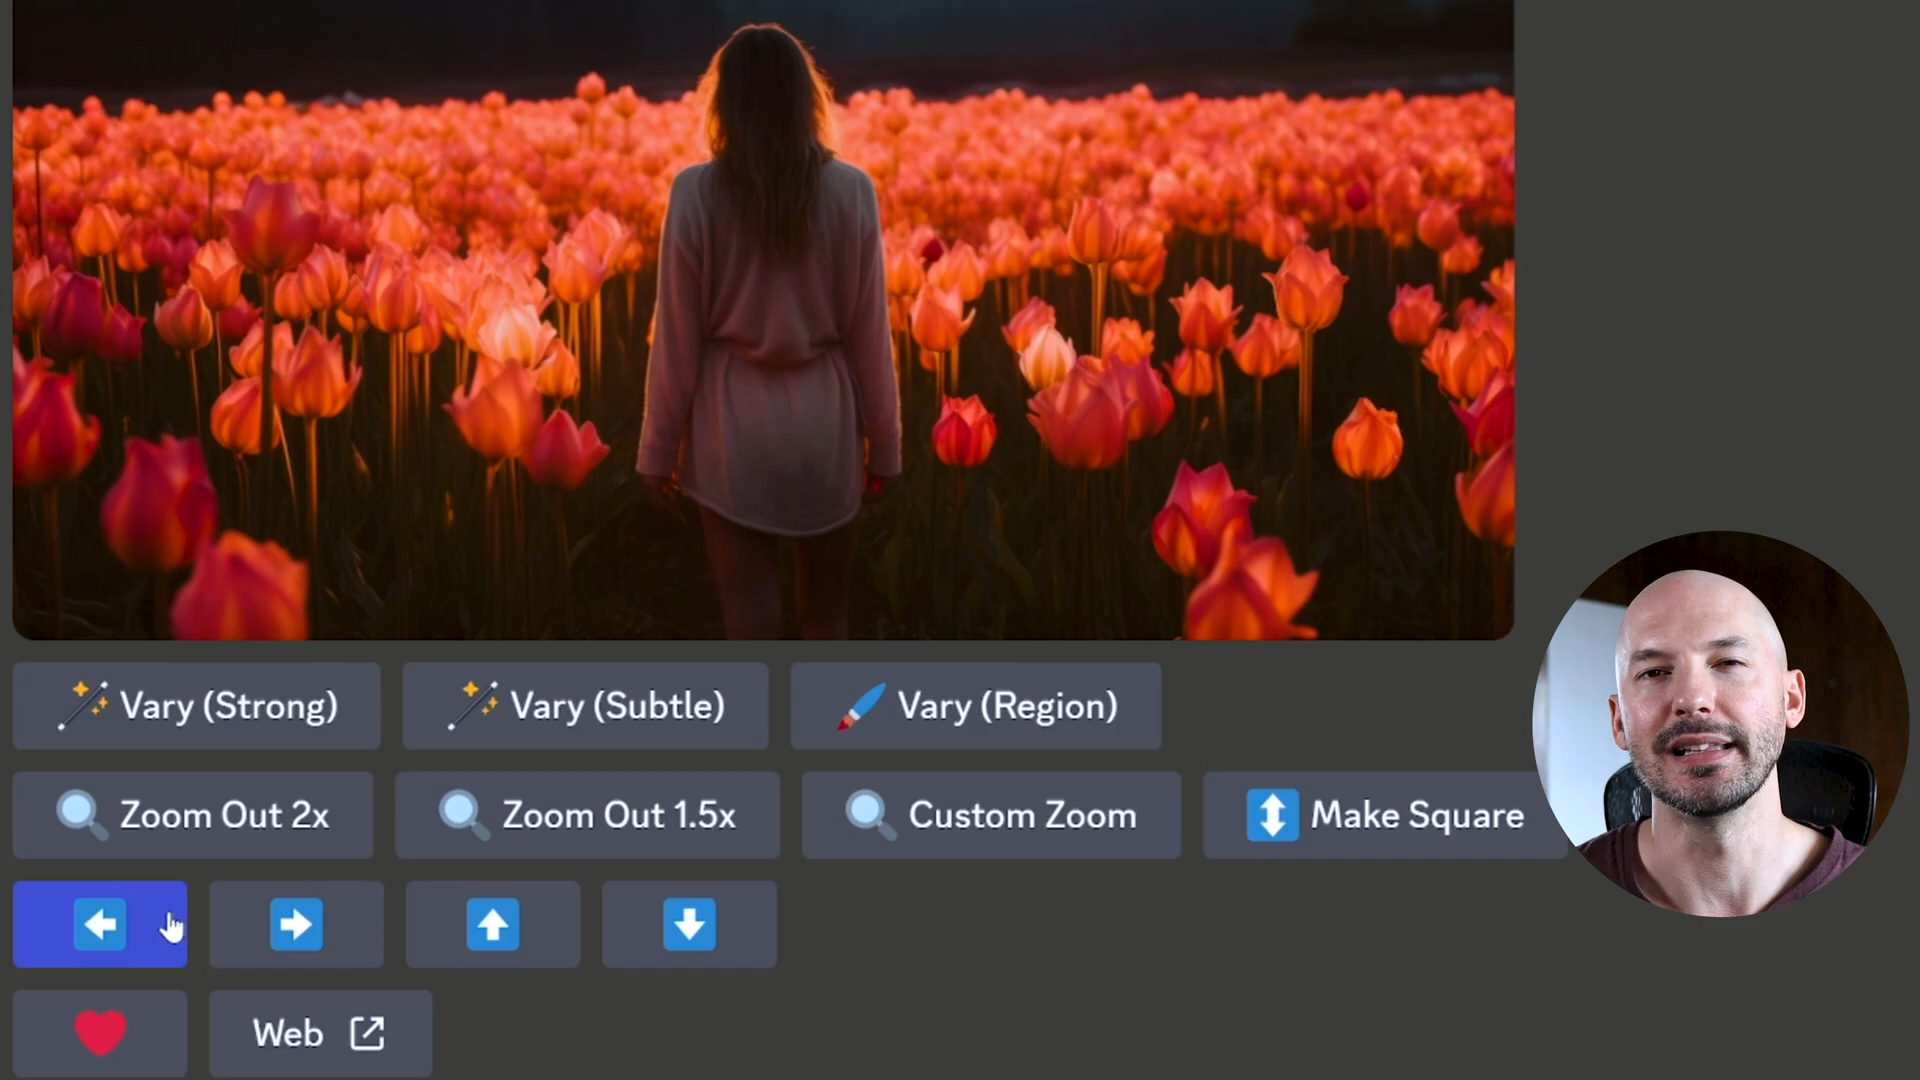 Vary (Strong) Vary (Subtle) Vary (Region)
Zoom Out 2x Zoom Out 1.5x Custom Zoom Make Square
Web